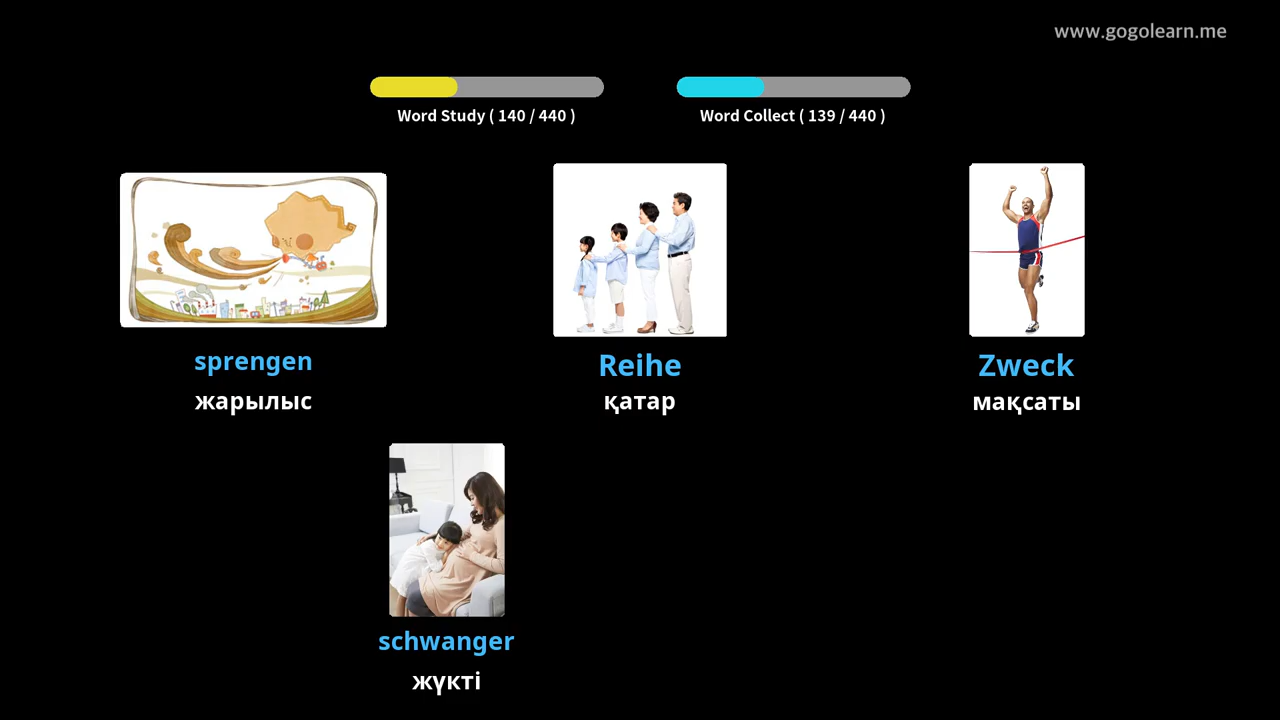 www.gogolearn.me
Word Study ( 140 / 440 )
Word Collect ( 139 / 440 )
sprengen
жарылыс
Reihe
қатар
Zweck
мақсаты
schwanger
жүкті